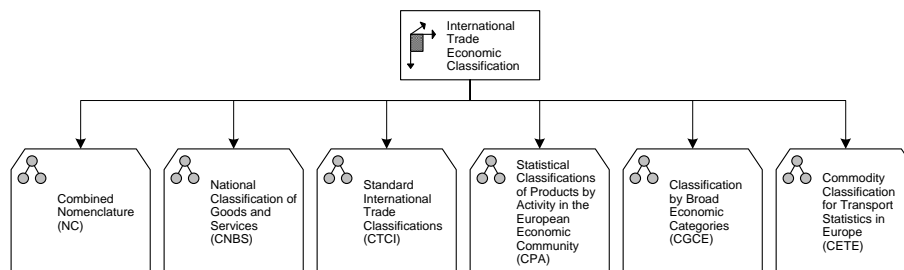 International
Trade
Economic
Classification
Combined
Nomenclature
(NC)
National
Classification of
Goods and
Services
(CNBS)
Standard
International
Trade
Classifications
(CTCI)
Statistical
Classifications
of Products by
Activity in the
European
Economic
Community
(CPA)
Classification
by Broad
Economic
Categories
(CGCE)
Commodity
Classification
for Transport
Statistics in
Europe
(CETE)